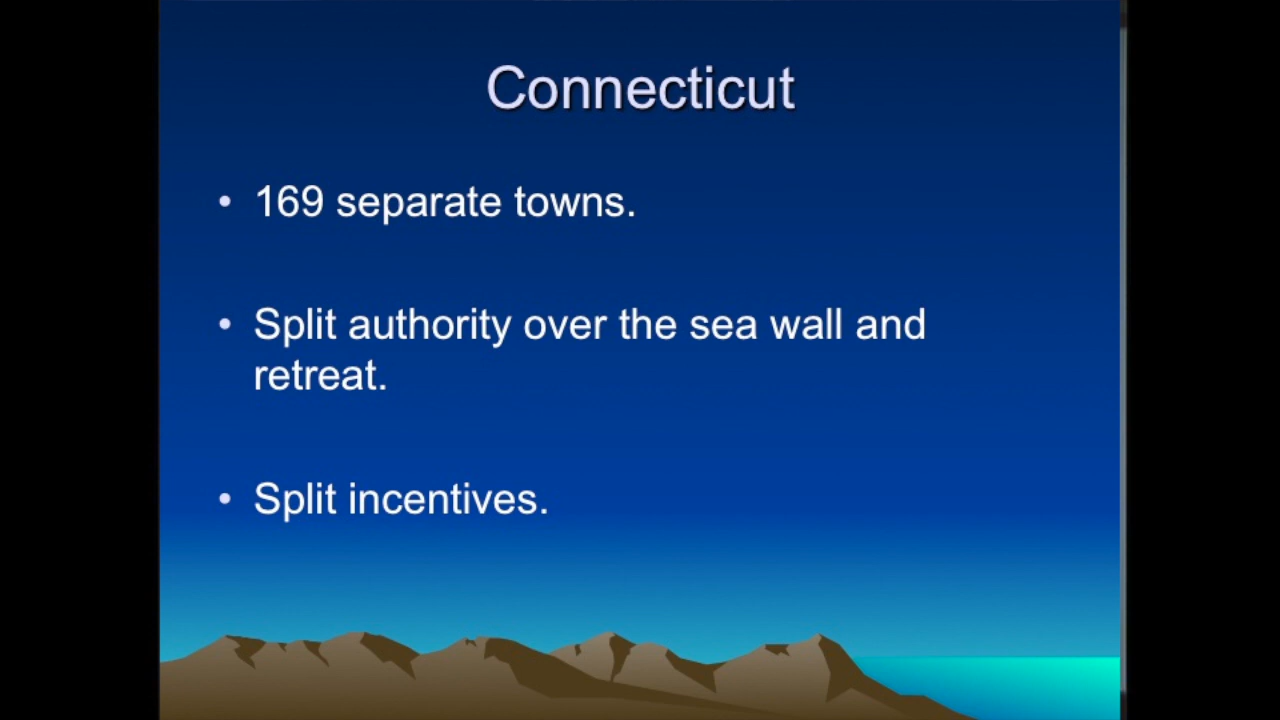 Connecticut
• 169 separate towns.
• Split authority over the sea wall and
retreat.
• Split incentives.